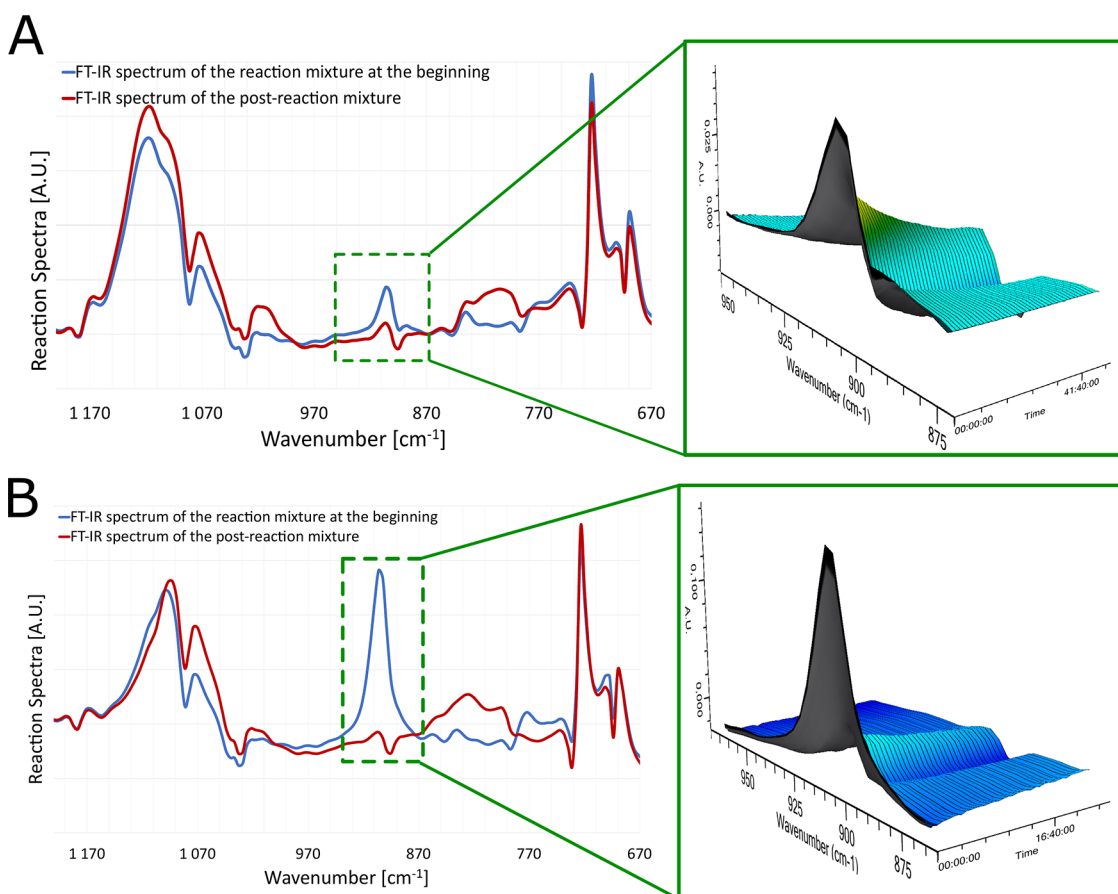 A
FT-IR spectrum of the reaction mixture at the beginning
FT-IR spectrum of the post-reaction mixture
Reaction Spectra [A.U.]
1 170 1 070 970 870 770 670
Wavenumber [cm-1]
0.025
A.U.
0.000
950
925
900
875
Wavenumber (cm-1)
00:00:00
Time
41:40:00
B
FT-IR spectrum of the reaction mixture at the beginning
FT-IR spectrum of the post-reaction mixture
Reaction Spectra [A.U.]
1 170 1 070 970 870 770 670
Wavenumber [cm-1]
0.100
A.U.
0.000
950
925
900
875
Wavenumber (cm-1)
00:00:00
Time
16:40:00